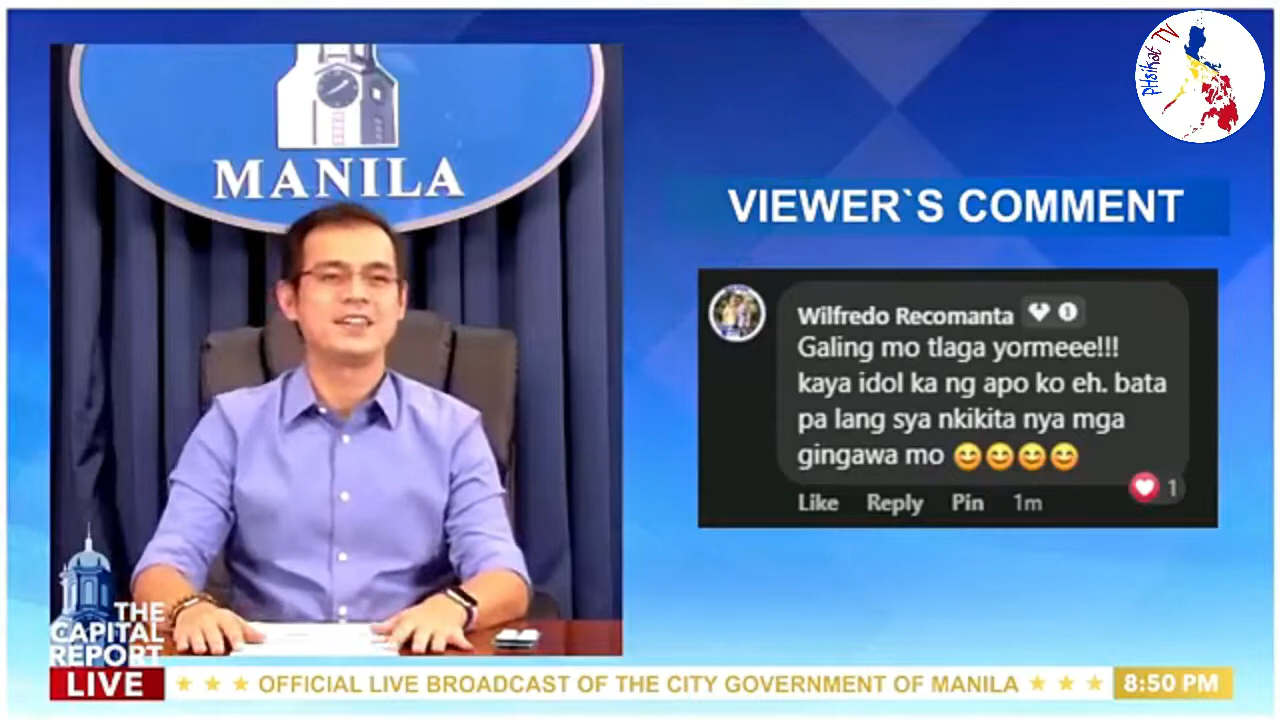 PHsikat TV
MANILA
VIEWER`S COMMENT
Wilfredo Recomanta
1
Galing mo tlaga yormeee!!!
kaya idol ka ng apo ko eh. bata
pa lang sya nkikita nya mga
gingawa mo 😊😊😊😊
1
Like Reply Pin 1m
THE
CAPITAL
REPORT
LIVE
OFFICIAL LIVE BROADCAST OF THE CITY GOVERNMENT OF MANILA
8:50 PM